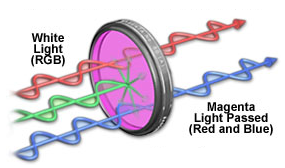 White
Light
(RGB)
Magenta
Light Passed
(Red and Blue)